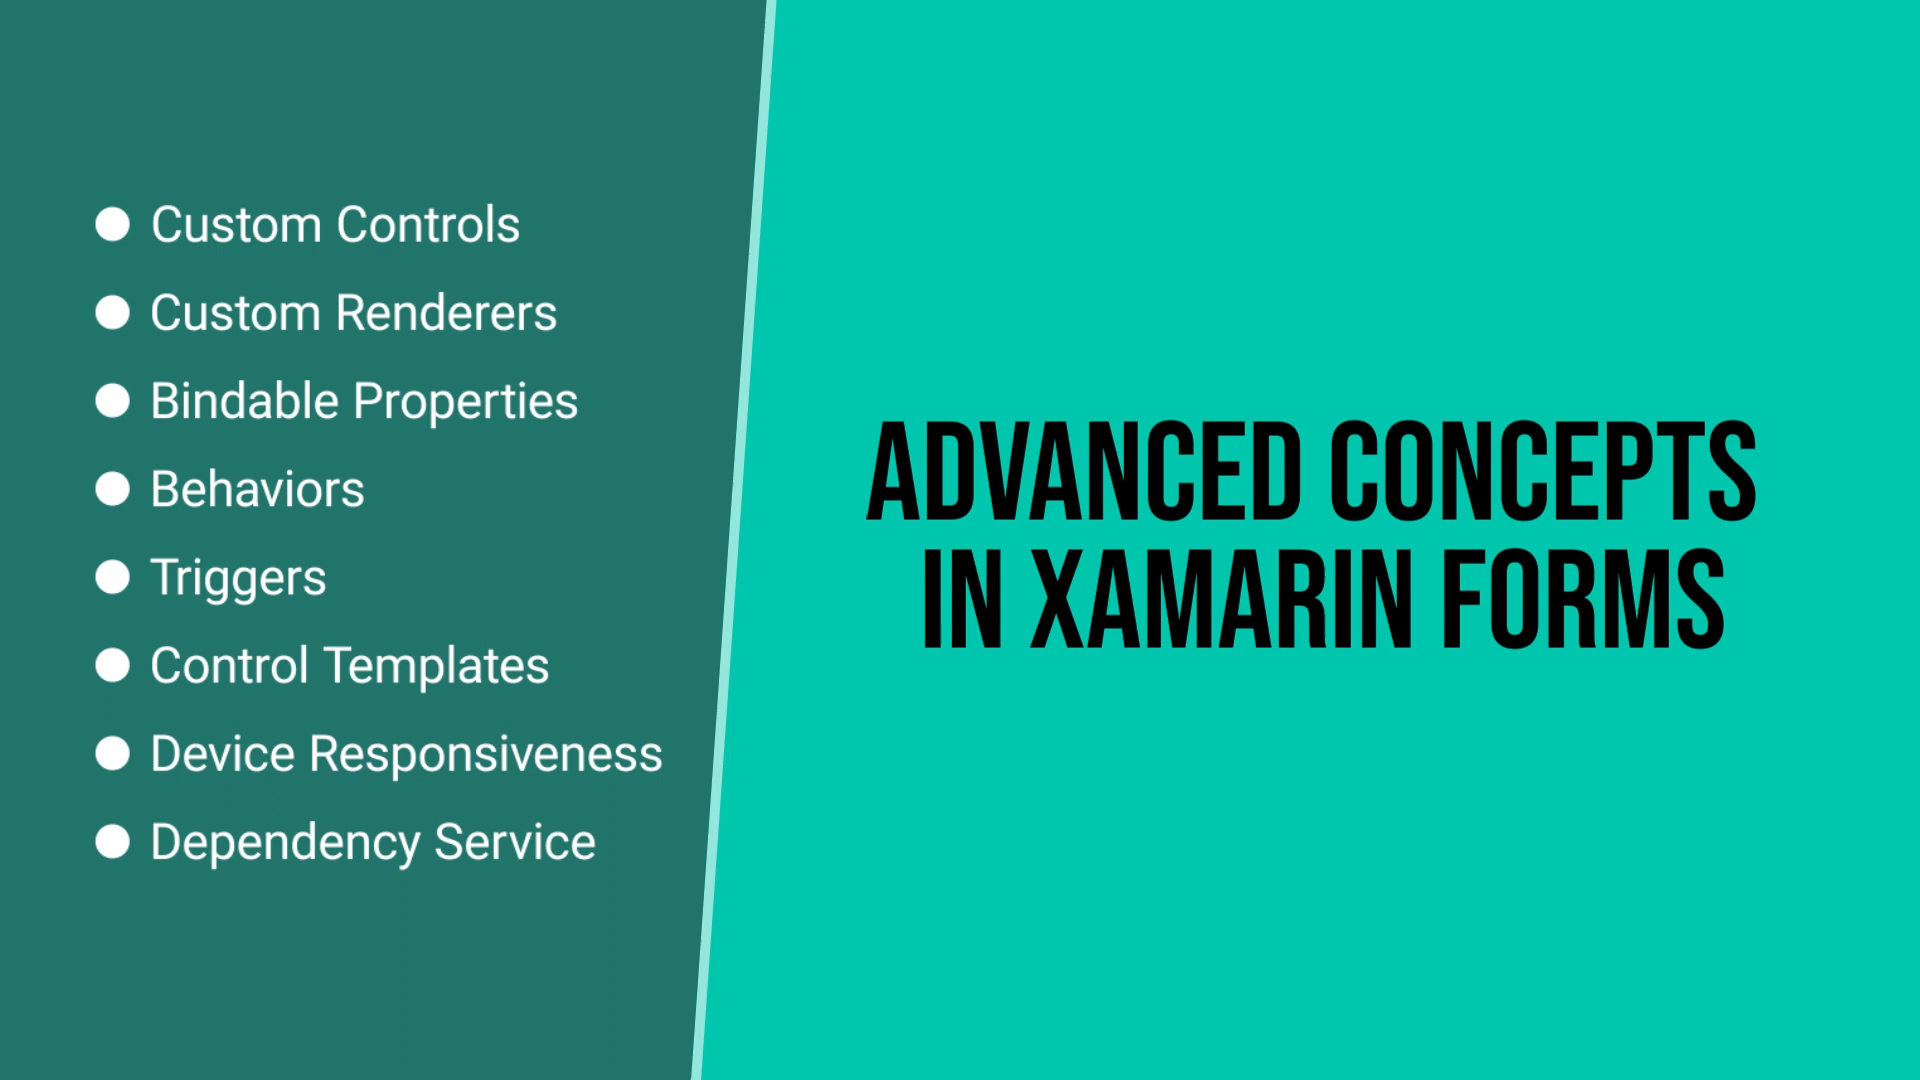 Custom Controls
Custom Renderers
Bindable Properties
Behaviors
Triggers
Control Templates
Device Responsiveness
Dependency Service
ADVANCED CONCEPTS
IN XAMARIN FORMS